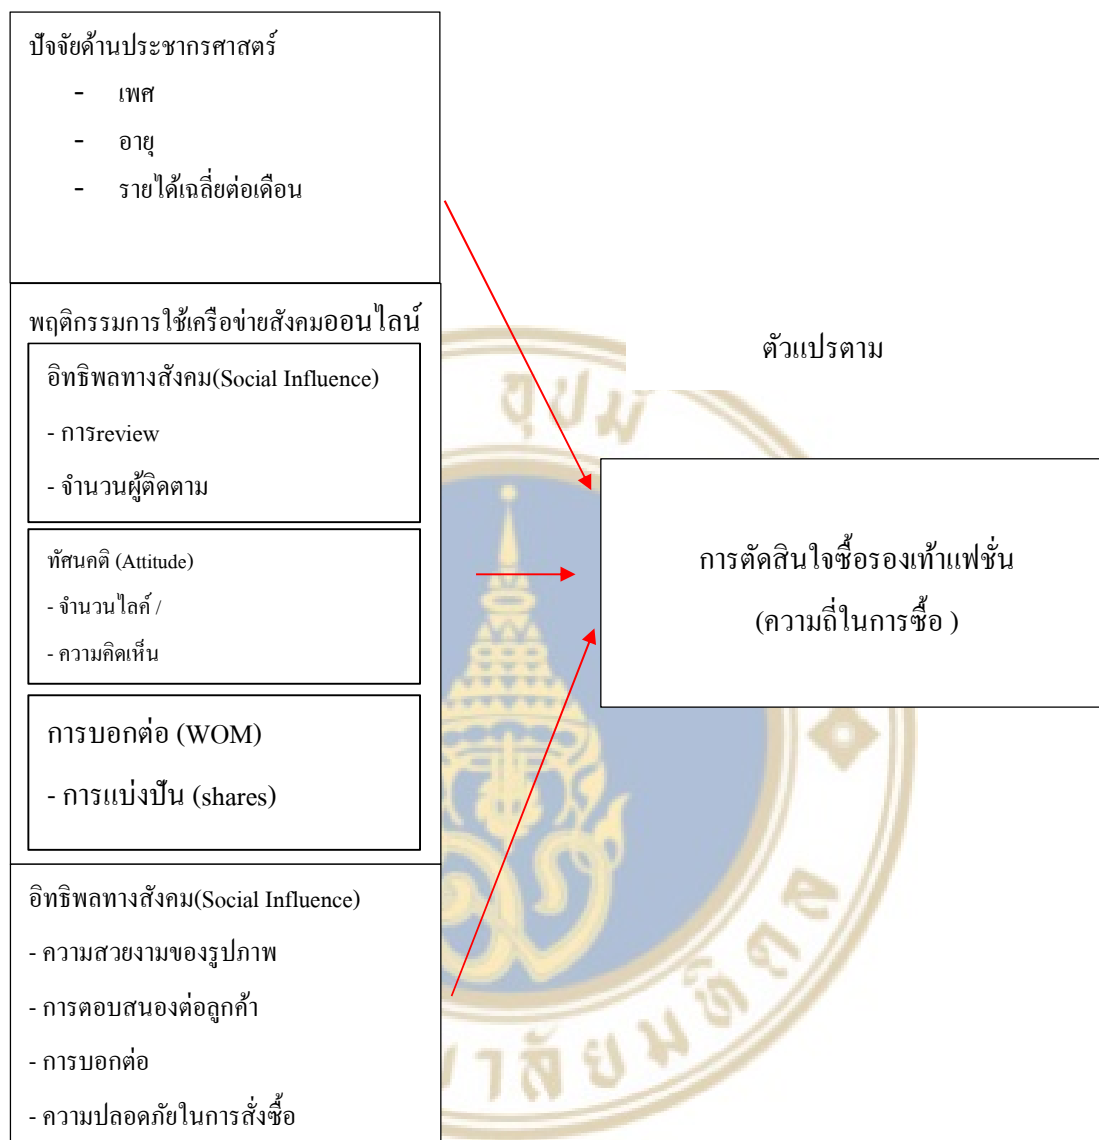 ปัจจัยด้านประชากรศาสตร์
- เพศ
- อายุ
- รายได้เฉลี่ยต่อเดือน
พฤติกรรมการใช้เครือข่ายสังคมออนไลน์
อิทธิพลทางสังคม(Social Influence)
- การreview
- จำนวนผู้ติดตาม
ทัศนคติ (Attitude)
- จำนวนไลค์ /
- ความคิดเห็น
การบอกต่อ (WOM)
- การแบ่งปัน (shares)
อิทธิพลทางสังคม(Social Influence)
- ความสวยงามของรูปภาพ
- การตอบสนองต่อลูกค้า
- การบอกต่อ
- ความปลอดภัยในการสั่งซื้อ
ตัวแปรตาม
การตัดสินใจซื้อรองเท้าแฟชั่น
(ความถี่ในการซื้อ )